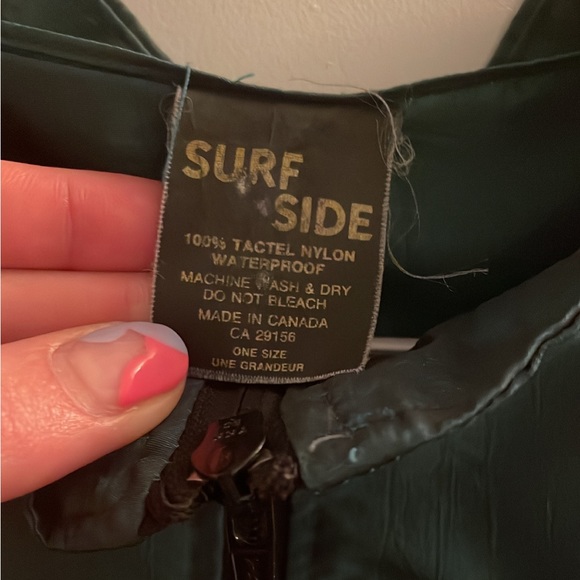 SURF
SIDE
100% TACTEL NYLON
WATERPROOF
MACHINE WASH & DRY
DO NOT BLEACH
MADE IN CANADA
CA 29156
ONE SIZE
UNE GRANDEUR